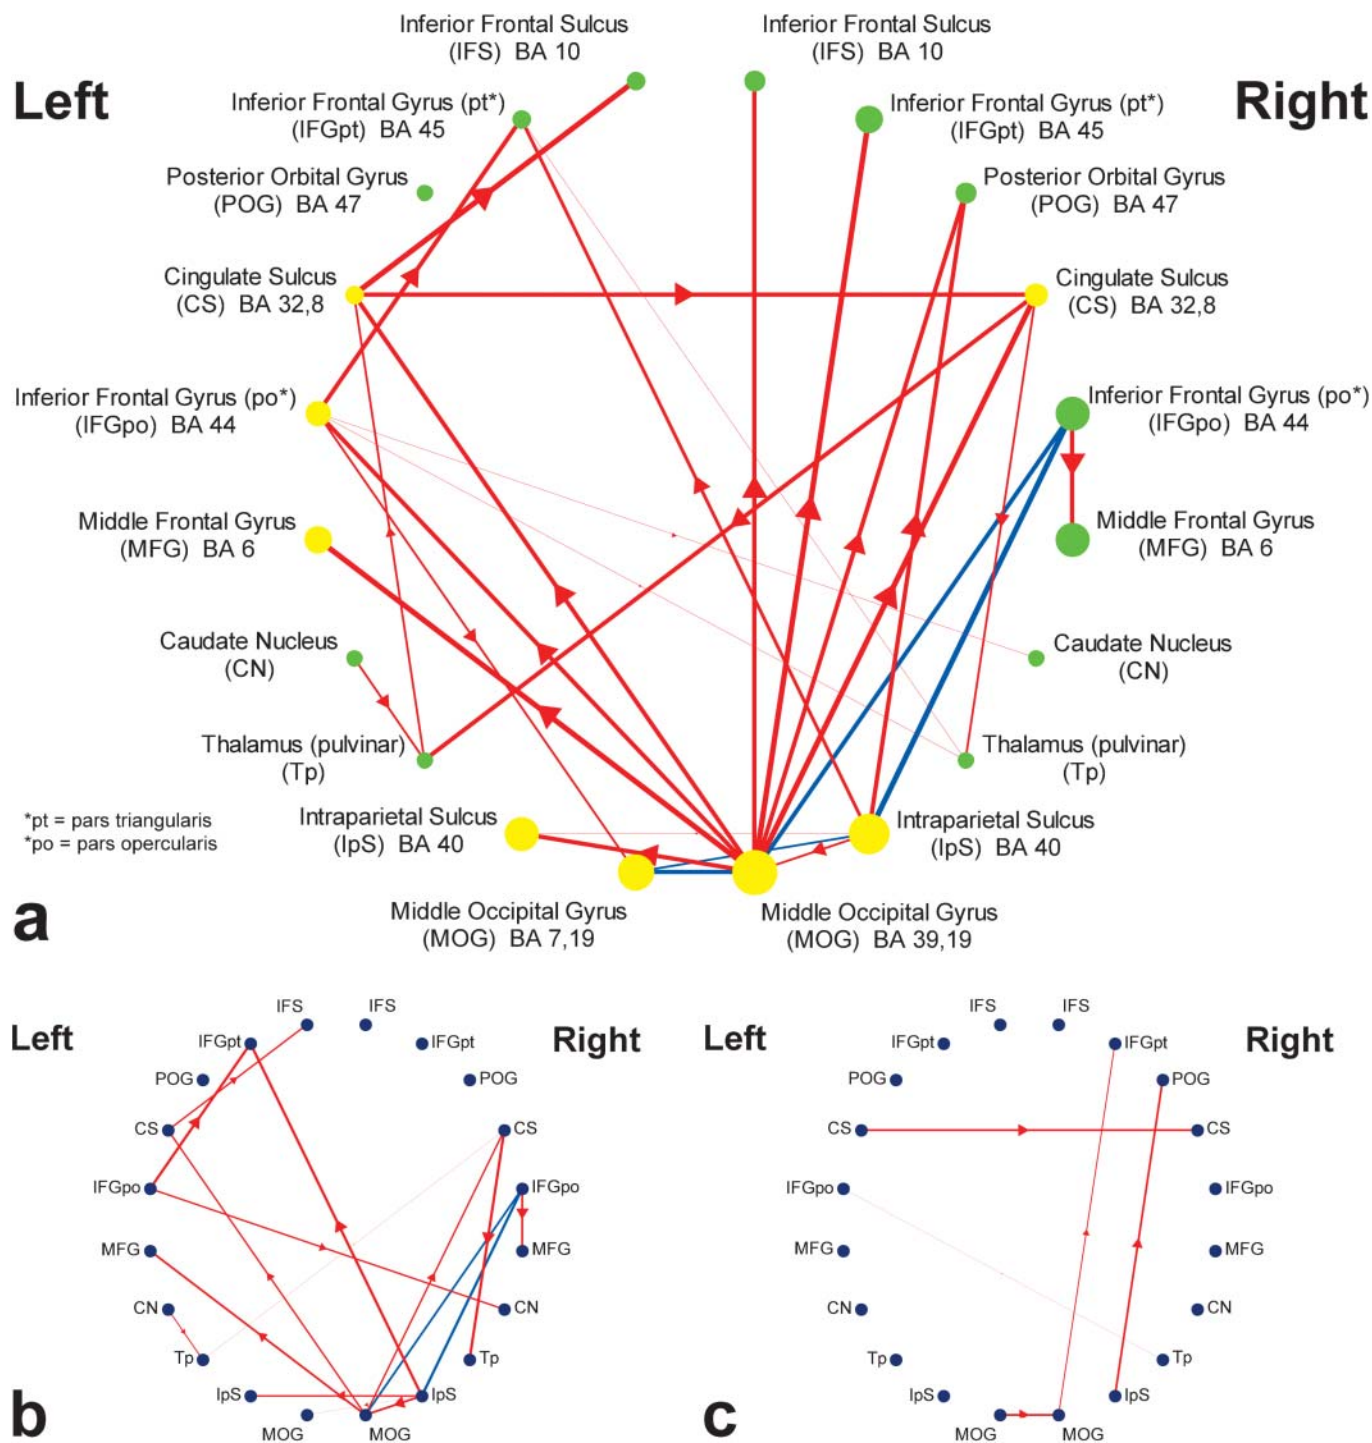 Inferior Frontal Sulcus
(IFS) BA 10
Inferior Frontal Sulcus
(IFS) BA 10
Left
Right
Inferior Frontal Gyrus (pt*)
(IFGpt) BA 45
Inferior Frontal Gyrus (pt*)
(IFGpt) BA 45
Posterior Orbital Gyrus
(POG) BA 47
Posterior Orbital Gyrus
(POG) BA 47
Cingulate Sulcus
(CS) BA 32,8
Cingulate Sulcus
(CS) BA 32,8
Inferior Frontal Gyrus (po*)
(IFGpo) BA 44
Inferior Frontal Gyrus (po*)
(IFGpo) BA 44
Middle Frontal Gyrus
(MFG) BA 6
Middle Frontal Gyrus
(MFG) BA 6
Caudate Nucleus
(CN)
Caudate Nucleus
(CN)
Thalamus (pulvinar)
(Tp)
Thalamus (pulvinar)
(Tp)
*pt = pars triangularis
*po = pars opercularis
Intraparietal Sulcus
(IpS) BA 40
Intraparietal Sulcus
(IpS) BA 40
Middle Occipital Gyrus
(MOG) BA 7,19
Middle Occipital Gyrus
(MOG) BA 39,19
a
Left
Right
IFS
IFS
IFGpt
IFGpt
POG
POG
CS
CS
IFGpo
IFGpo
MFG
MFG
CN
CN
Tp
Tp
IpS
IpS
MOG
MOG
b
Left
Right
IFS
IFS
IFGpt
IFGpt
POG
POG
CS
CS
IFGpo
IFGpo
MFG
MFG
CN
CN
Tp
Tp
IpS
IpS
MOG
MOG
c